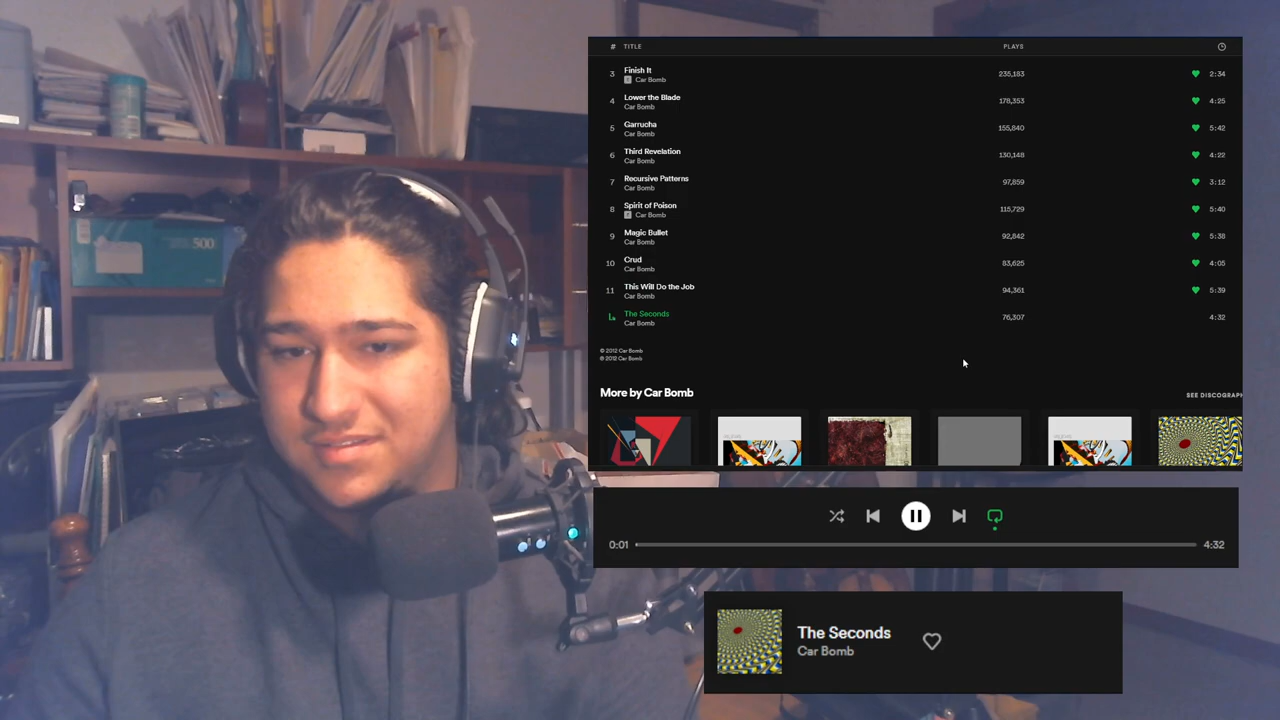 # TITLE PLAYS
3 Finish It 235,183 2:34
E Car Bomb
4 Lower the Blade 178,353 4:25
Car Bomb
5 Garrucha 155,840 5:42
Car Bomb
6 Third Revelation 130,148 4:22
Car Bomb
7 Recursive Patterns 97,859 3:12
Car Bomb
8 Spirit of Poison 115,729 5:40
E Car Bomb
9 Magic Bullet 92,842 5:38
Car Bomb
10 Crud 83,625 4:05
Car Bomb
11 This Will Do the Job 94,361 5:39
Car Bomb
The Seconds 76,307 4:32
Car Bomb
© 2012 Car Bomb
℗ 2012 Car Bomb
More by Car Bomb SEE DISCOGRAPH
0:01 4:32
The Seconds
Car Bomb
500